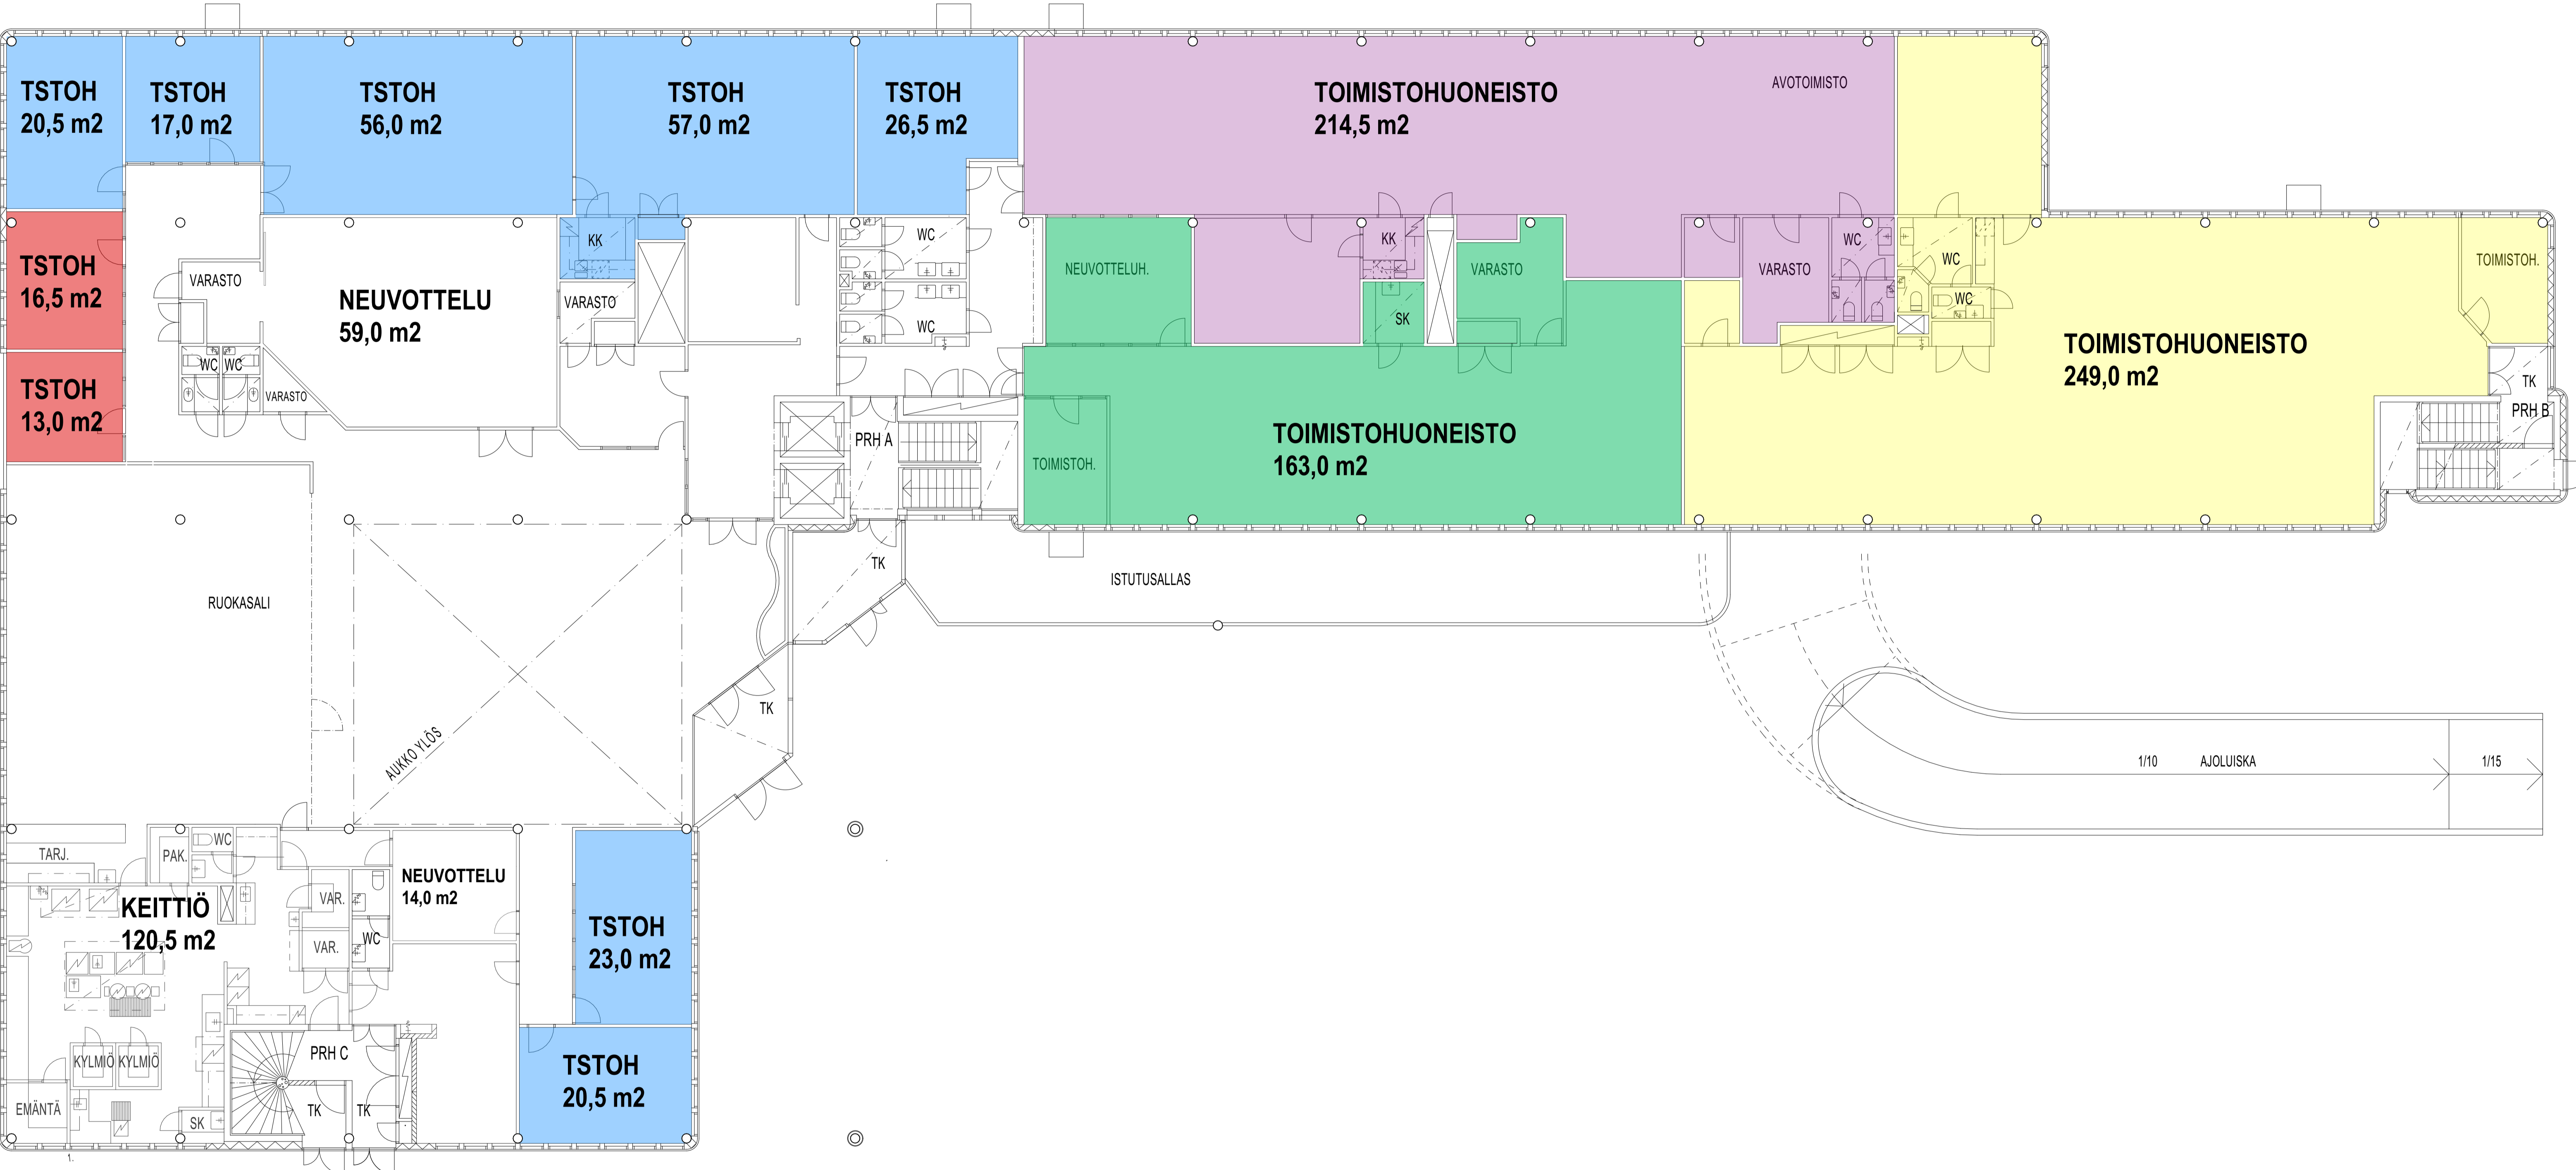 TSTOH
20,5 m2
TSTOH
17,0 m2
TSTOH
56,0 m2
TSTOH
57,0 m2
TSTOH
26,5 m2
TOIMISTOHUONEISTO
214,5 m2
AVOTOIMISTO
TSTOH
16,5 m2
TSTOH
13,0 m2
VARASTO
NEUVOTTELU
59,0 m2
KK
VARASTO
WC
WC
WC
WC
VARASTO
NEUVOTTELUH.
KK
SK
VARASTO
VARASTO
WC
WC
WC
TOIMISTOH.
TOIMISTOHUONEISTO
249,0 m2
TK
PRH B
PRH A
TOIMISTOH.
TOIMISTOHUONEISTO
163,0 m2
TK
ISTUTUSALLAS
RUOKASALI
TK
AUKKO YLÖS
1/10
AJOLUISKA
1/15
TARJ.
PAK.
WC
NEUVOTTELU
14,0 m2
VAR.
KEITTIÖ
120,5 m2
VAR.
WC
TSTOH
23,0 m2
KYLMIÖ
KYLMIÖ
PRH C
TSTOH
20,5 m2
EMÄNTÄ
SK
TK
TK
1.